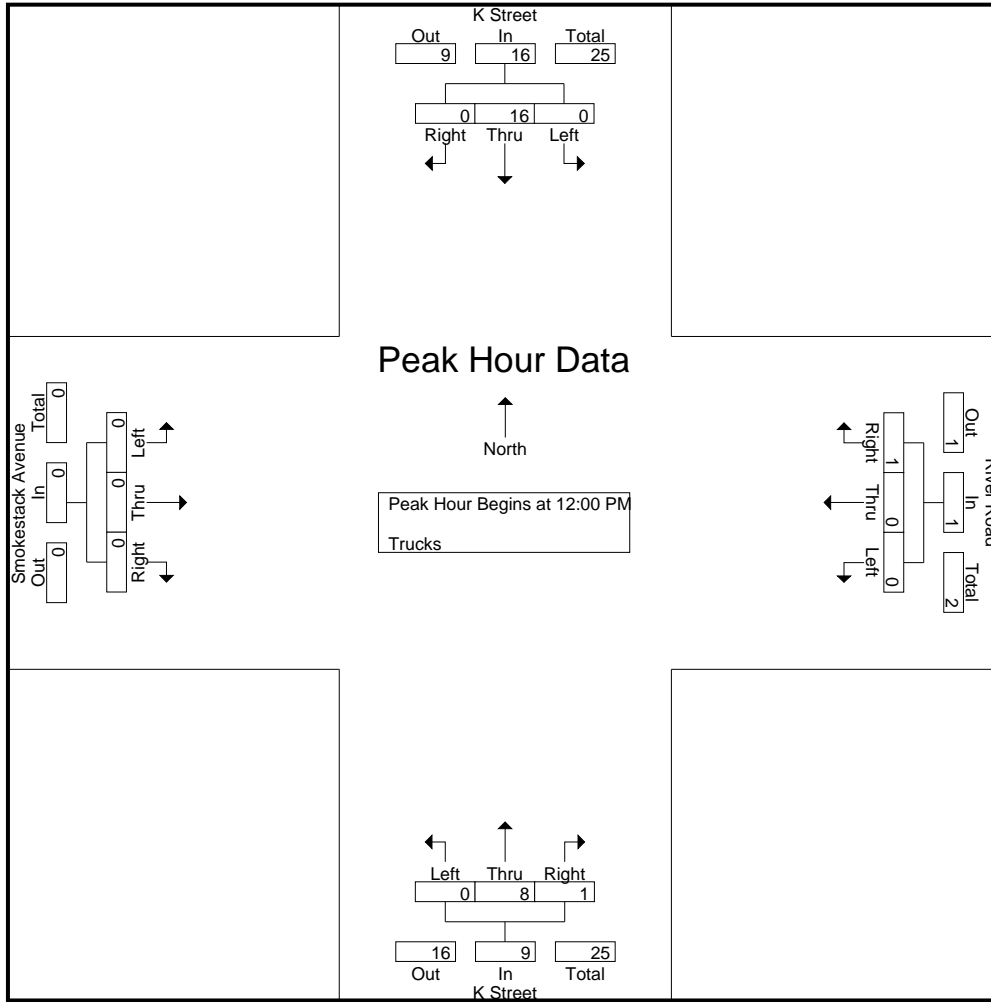 K Street
Out In Total
9 16 25
0 16 0
Right Thru Left
Peak Hour Data
North
Peak Hour Begins at 12:00 PM
Trucks
Smokestack Avenue
Total In Out
0 0 0
0 0 0
Left Thru Right
Right Thru Left
1 0 0
Out In Total
1 1 2
River Road
Left Thru Right
0 8 1
16 9 25
Out In Total
K Street